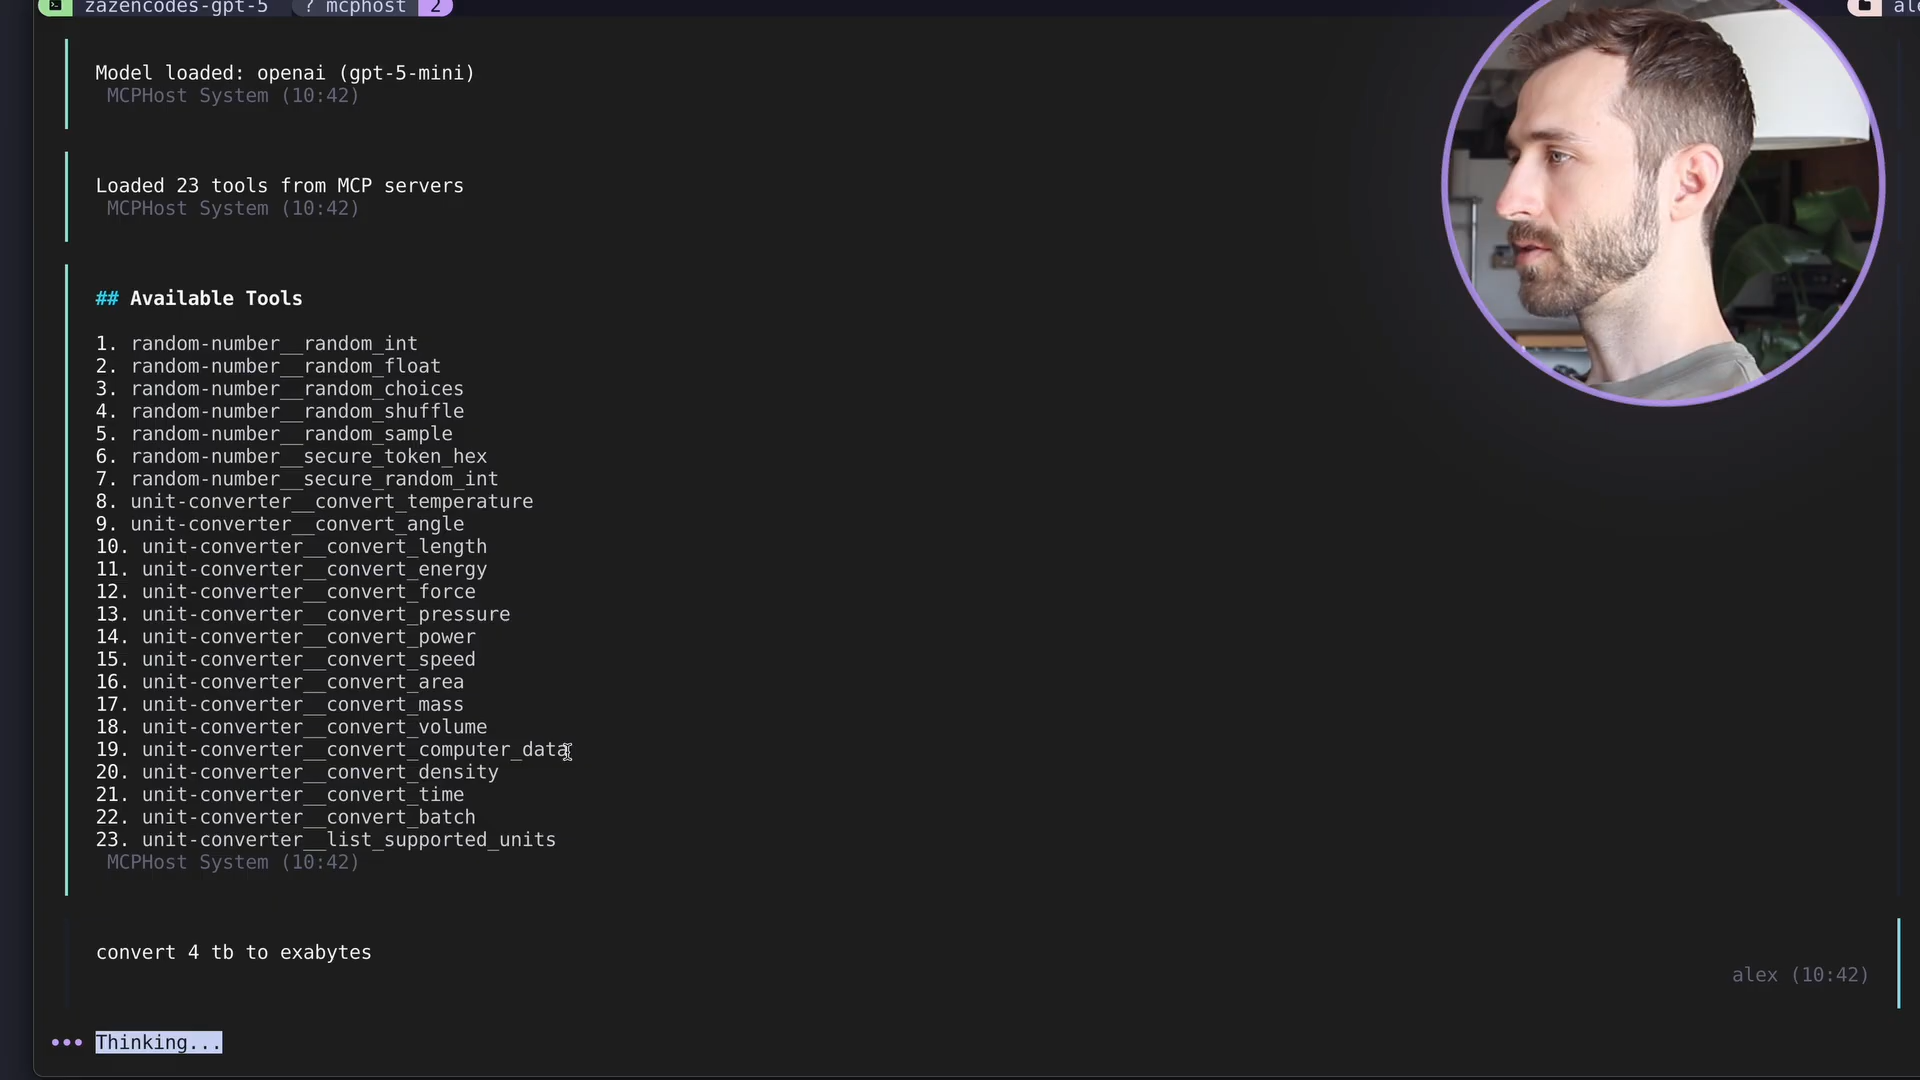 zazencodes-gpt-5 ? mcphost 2
Model loaded: openai (gpt-5-mini)
MCPHost System (10:42)
Loaded 23 tools from MCP servers
MCPHost System (10:42)
## Available Tools
1. random-number__random_int
2. random-number__random_float
3. random-number__random_choices
4. random-number__random_shuffle
5. random-number__random_sample
6. random-number__secure_token_hex
7. random-number__secure_random_int
8. unit-converter__convert_temperature
9. unit-converter__convert_angle
10. unit-converter__convert_length
11. unit-converter__convert_energy
12. unit-converter__convert_force
13. unit-converter__convert_pressure
14. unit-converter__convert_power
15. unit-converter__convert_speed
16. unit-converter__convert_area
17. unit-converter__convert_mass
18. unit-converter__convert_volume
19. unit-converter__convert_computer_data
20. unit-converter__convert_density
21. unit-converter__convert_time
22. unit-converter__convert_batch
23. unit-converter__list_supported_units
MCPHost System (10:42)
convert 4 tb to exabytes
alex (10:42)
Thinking...